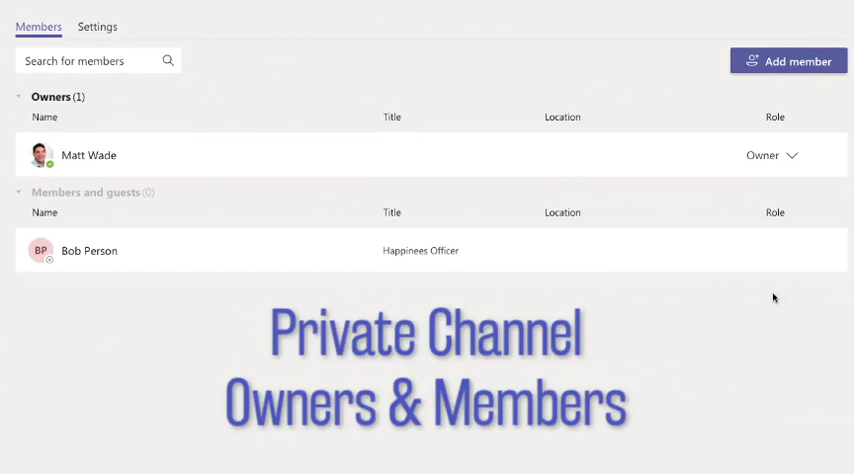 Members Settings
Search for members
Add member
Owners (1)
Name Title Location Role
Matt Wade Owner
Members and guests (0)
Name Title Location Role
BP Bob Person Happinees Officer
Private Channel
Owners & Members